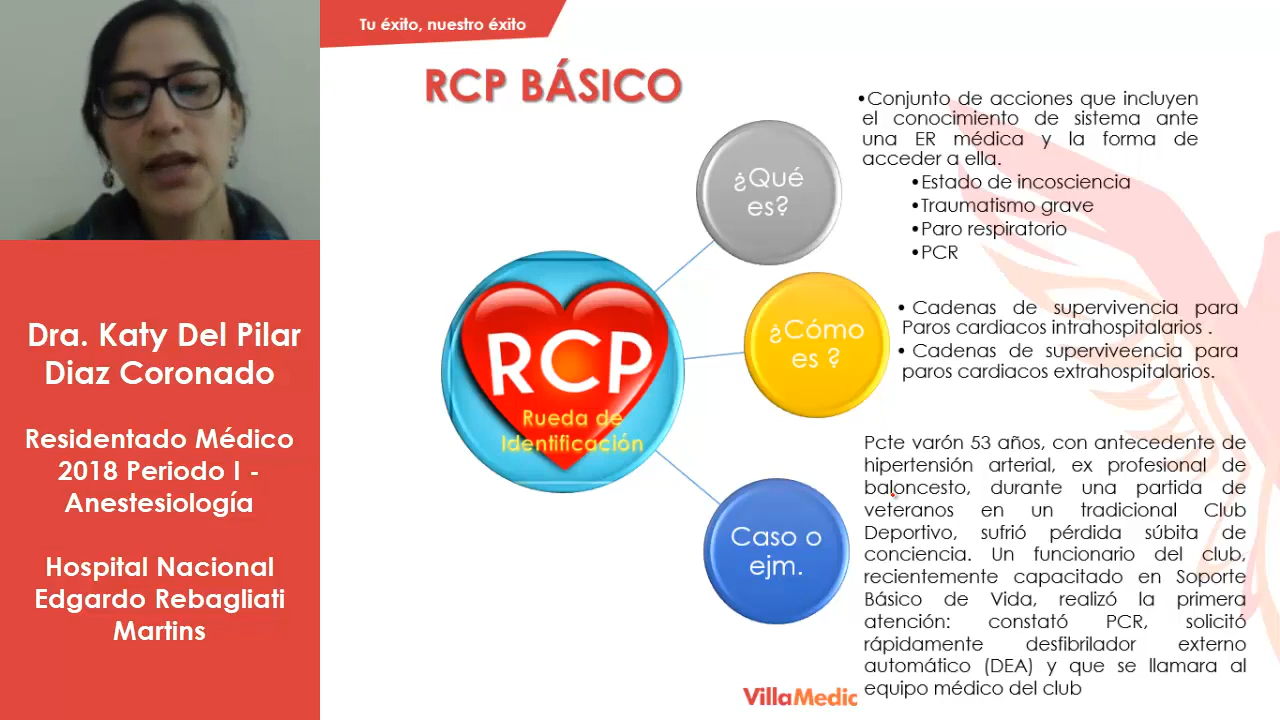 Tu éxito, nuestro éxito
RCP BÁSICO
Dra. Katy Del Pilar
Diaz Coronado
Residentado Médico
2018 Periodo I -
Anestesiología
Hospital Nacional
Edgardo Rebagliati
Martins
RCP
Rueda de
Identificación
¿Qué
es?
•Conjunto de acciones que incluyen
el conocimiento de sistema ante
una ER médica y la forma de
acceder a ella.
•Estado de incosciencia
•Traumatismo grave
•Paro respiratorio
•PCR
¿Cómo
es ?
• Cadenas de supervivencia para
Paros cardiacos intrahospitalarios .
• Cadenas de superviveencia para
paros cardiacos extrahospitalarios.
Caso o
ejm.
Pcte varón 53 años, con antecedente de
hipertensión arterial, ex profesional de
baloncesto, durante una partida de
veteranos en un tradicional Club
Deportivo, sufrió pérdida súbita de
conciencia. Un funcionario del club,
recientemente capacitado en Soporte
Básico de Vida, realizó la primera
atención: constató PCR, solicitó
rápidamente desfibrilador externo
automático (DEA) y que se llamara al
equipo médico del club
VillaMedic